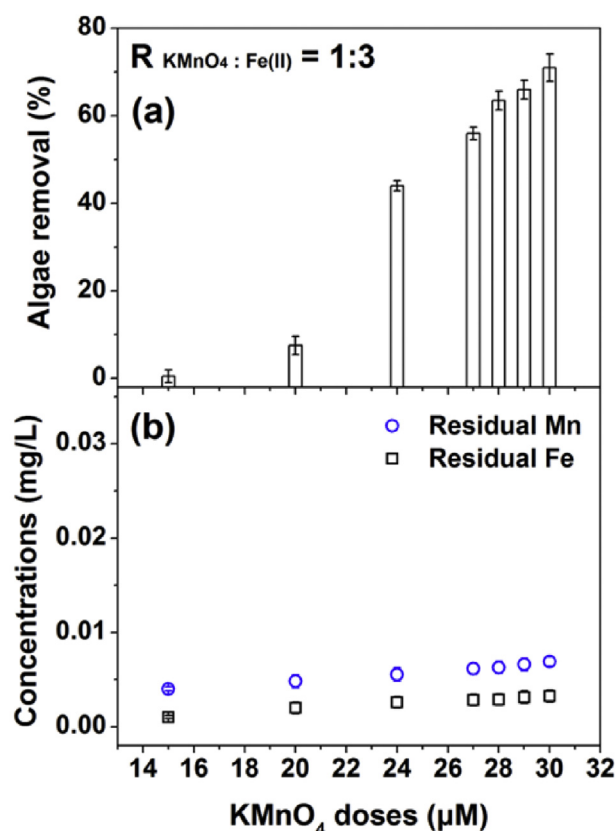 R KMnO4 : Fe(II) = 1:3
(a)
Algae removal (%)
80
60
40
20
0
(b)
Residual Mn
Residual Fe
Concentrations (mg/L)
0.03
0.02
0.01
0.00
14 16 18 20 22 24 26 28 30 32
KMnO4 doses (μM)